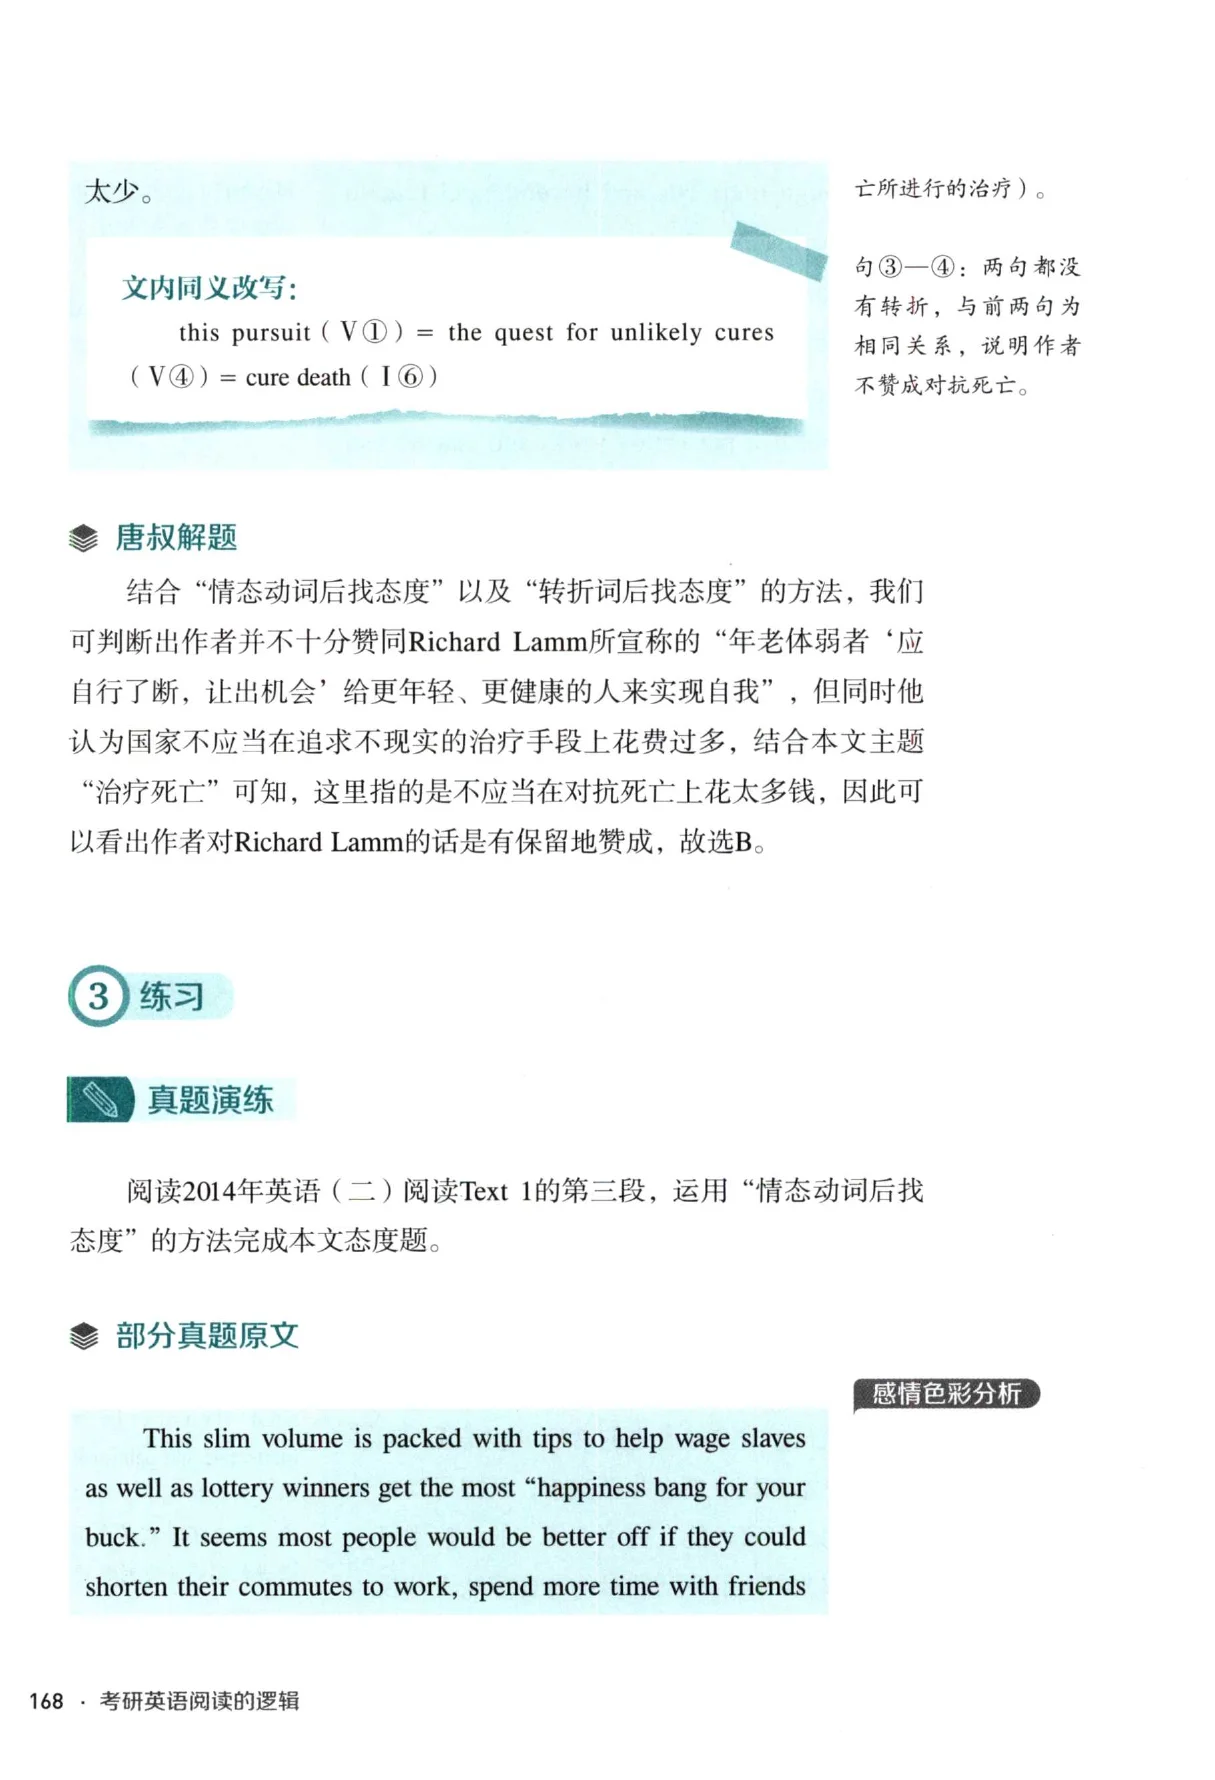 太少。
文内同义改写：
this pursuit（V①）= the quest for unlikely cures
（V④）= cure death（I⑥）
亡所进行的治疗）。
句③—④：两句都没
有转折，与前两句为
相同关系，说明作者
不赞成对抗死亡。
唐叔解题
结合“情态动词后找态度”以及“转折词后找态度”的方法，我们
可判断出作者并不十分赞同Richard Lamm所宣称的“年老体弱者‘应
自行了断，让出机会’给更年轻、更健康的人来实现自我”，但同时他
认为国家不应当在追求不现实的治疗手段上花费过多，结合本文主题
“治疗死亡”可知，这里指的是不应当在对抗死亡上花太多钱，因此可
以看出作者对Richard Lamm的话是有保留地赞成，故选B。
3 练习
真题演练
阅读2014年英语（二）阅读Text 1的第三段，运用“情态动词后找
态度”的方法完成本文态度题。
部分真题原文
感情色彩分析
This slim volume is packed with tips to help wage slaves
as well as lottery winners get the most “happiness bang for your
buck.” It seems most people would be better off if they could
shorten their commutes to work, spend more time with friends
168 · 考研英语阅读的逻辑